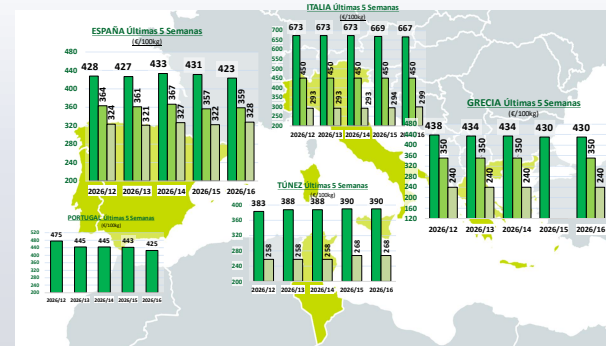 ESPAÑA Últimas 5 Semanas
(€/100kg)
480
440
400
360
320
280
240
200
428 364 324
427 361 321
433 367 327
431 357 322
423 359 328
2026/12 2026/13 2026/14 2026/15 2026/16
ITALIA Últimas 5 Semanas
(€/100kg)
700
650
600
550
500
450
400
350
300
250
200
673 450 293
673 450 293
673 450 293
669 450 294
667 450 299
2026/12 2026/13 2026/14 2026/15 2026/16
GRECIA Últimas 5 Semanas
(€/100kg)
480
440
400
360
320
280
240
200
160
120
438 350 240
434 350 240
434 350 240
430
430 350 240
2026/12 2026/13 2026/14 2026/15 2026/16
PORTUGAL Últimas 5 Semanas
(€/100kg)
520
480
440
400
360
320
280
240
200
475 445 445 443 425
2026/12 2026/13 2026/14 2026/15 2026/16
TÚNEZ Últimas 5 Semanas
(€/100kg)
400
360
320
280
240
200
383 258
388 258
388 258
390 268
390 268
2026/12 2026/13 2026/14 2026/15 2026/16